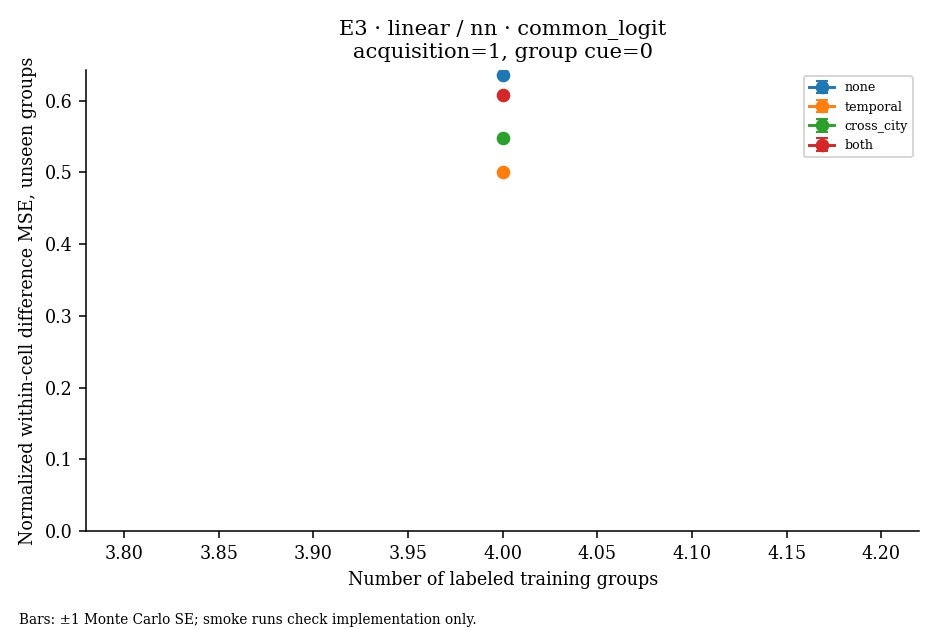 E3 · linear / nn · common_logit
acquisition=1, group cue=0
Normalized within-cell difference MSE, unseen groups
0.6
0.5
0.4
0.3
0.2
0.1
0.0
none
temporal
cross_city
both
3.80 3.85 3.90 3.95 4.00 4.05 4.10 4.15 4.20
Number of labeled training groups
Bars: ±1 Monte Carlo SE; smoke runs check implementation only.